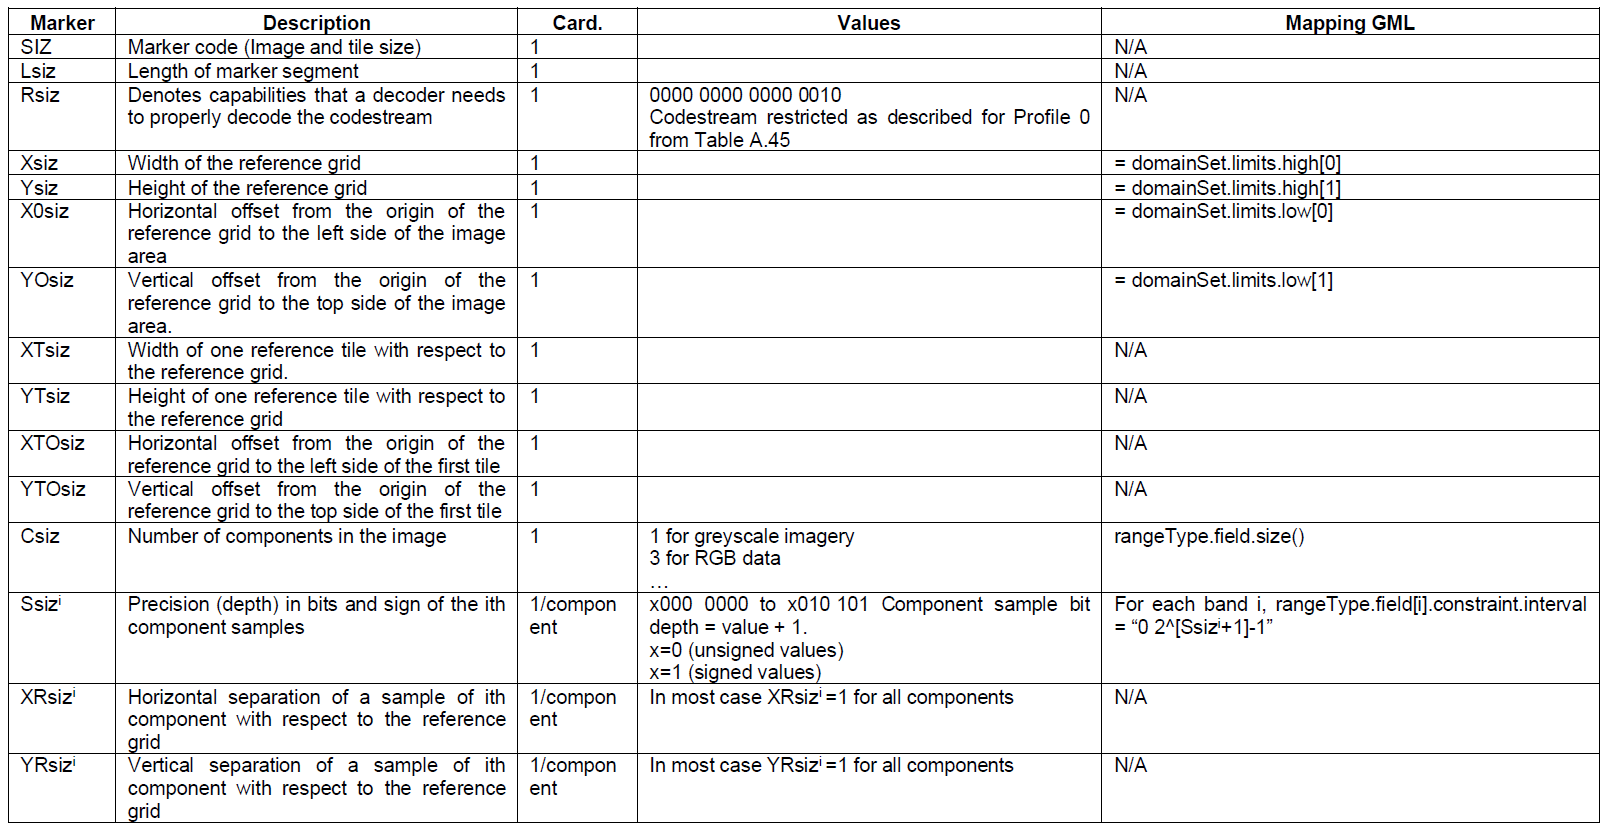 Marker Description Card. Values Mapping GML
SIZ Marker code (Image and tile size) 1 N/A
Lsiz Length of marker segment 1 N/A
Rsiz Denotes capabilities that a decoder needs 1 0000 0000 0000 0010 N/A
to properly decode the codestream Codestream restricted as described for Profile 0
from Table A.45
Xsiz Width of the reference grid 1 = domainSet.limits.high[0]
Ysiz Height of the reference grid 1 = domainSet.limits.high[1]
X0siz Horizontal offset from the origin of the 1 = domainSet.limits.low[0]
reference grid to the left side of the image
area
YOsiz Vertical offset from the origin of the 1 = domainSet.limits.low[1]
reference grid to the top side of the image
area.
XTsiz Width of one reference tile with respect to 1 N/A
the reference grid.
YTsiz Height of one reference tile with respect to 1 N/A
the reference grid
XTOsiz Horizontal offset from the origin of the 1 N/A
reference grid to the left side of the first tile
YTOsiz Vertical offset from the origin of the 1 N/A
reference grid to the top side of the first tile
Csiz Number of components in the image 1 1 for greyscale imagery rangeType.field.size()
3 for RGB data
…
Ssizⁱ Precision (depth) in bits and sign of the ith 1/compon x000 0000 to x010 101 Component sample bit For each band i, rangeType.field[i].constraint.interval
component samples ent depth = value + 1. = “0 2^[Ssizⁱ+1]-1”
x=0 (unsigned values)
x=1 (signed values)
XRsizⁱ Horizontal separation of a sample of ith 1/compon In most case XRsizⁱ =1 for all components N/A
component with respect to the reference ent
grid
YRsizⁱ Vertical separation of a sample of ith 1/compon In most case YRsizⁱ =1 for all components N/A
component with respect to the reference ent
grid